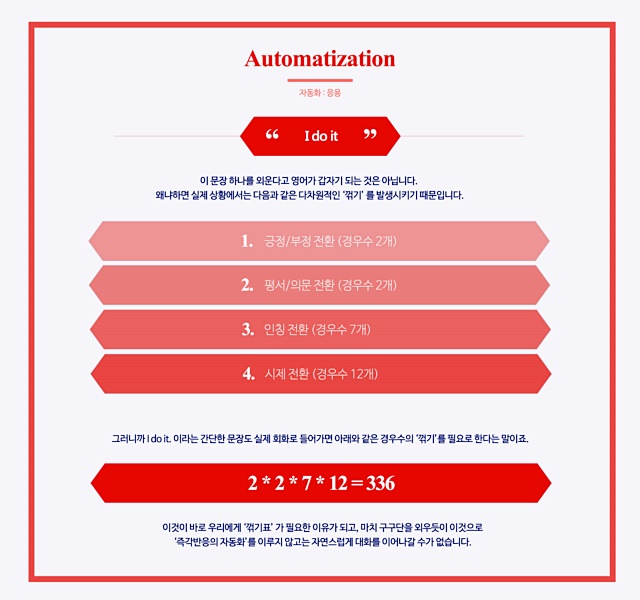 Automatization
자동화 : 응용
“ I do it ”
이 문장 하나를 외운다고 영어가 갑자기 되는 것은 아닙니다.
왜냐하면 실제 상황에서는 다음과 같은 다차원적인 '꺾기' 를 발생시키기 때문입니다.
1. 긍정/부정 전환 (경우수 2개)
2. 평서/의문 전환 (경우수 2개)
3. 인칭 전환 (경우수 7개)
4. 시제 전환 (경우수 12개)
그러니까 I do it. 이라는 간단한 문장도 실제 회화로 들어가면 아래와 같은 경우수의 '꺾기'를 필요로 한다는 말이죠.
2 * 2 * 7 * 12 = 336
이것이 바로 우리에게 '꺾기표' 가 필요한 이유가 되고, 마치 구구단을 외우듯이 이것으로
'즉각반응의 자동화'를 이루지 않고는 자연스럽게 대화를 이어나갈 수가 없습니다.